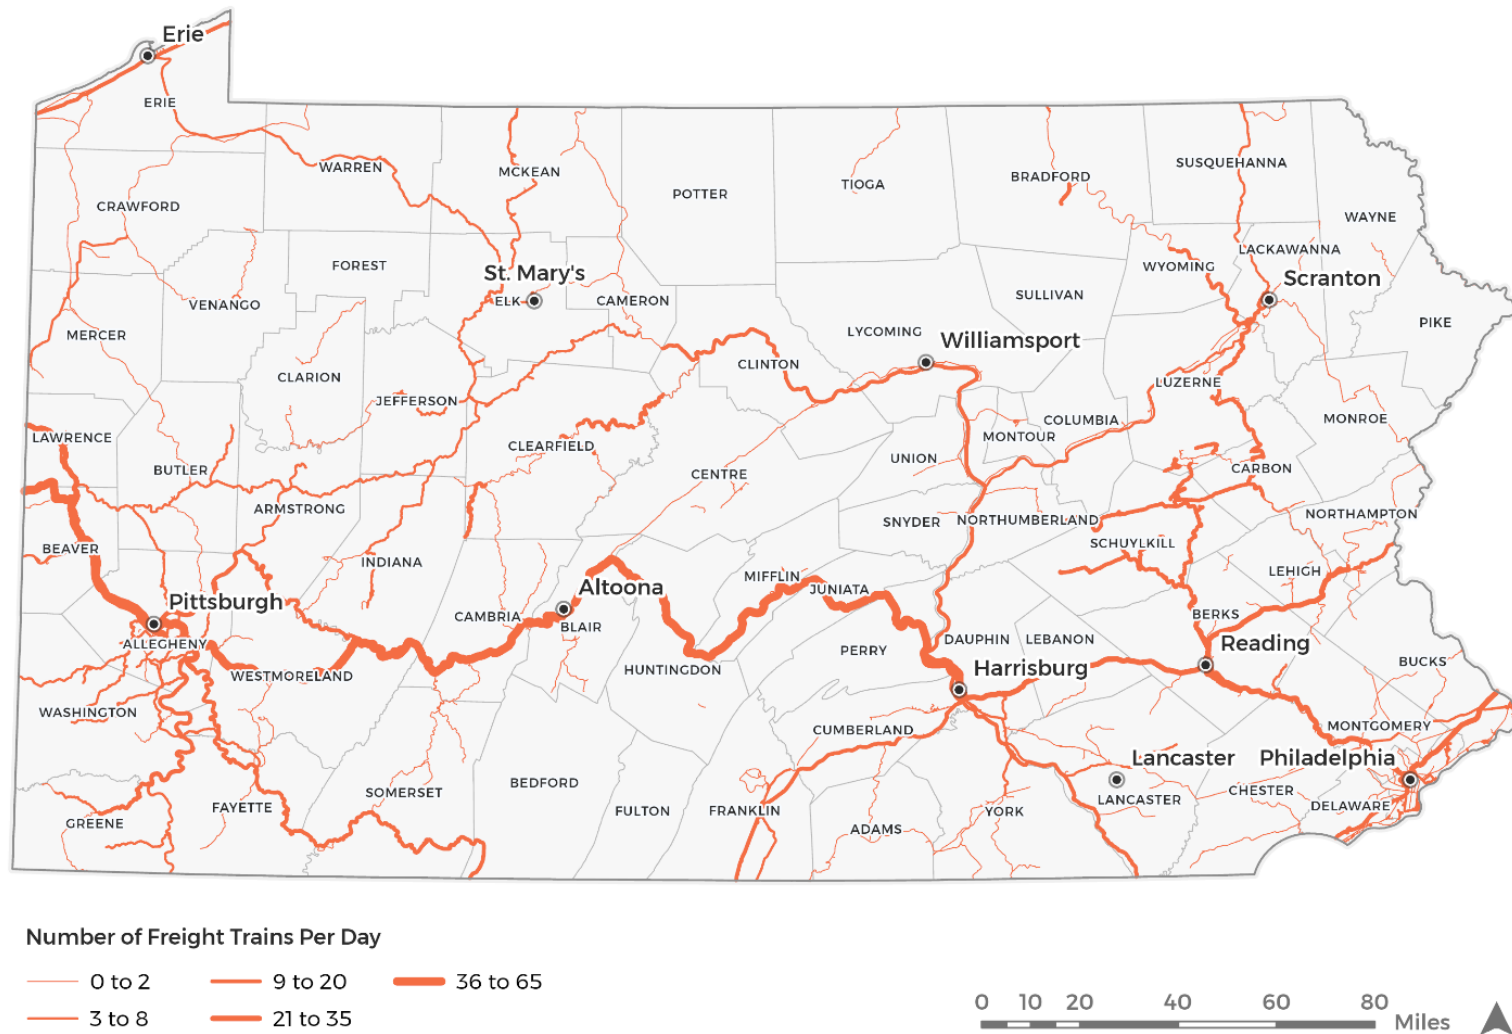 Erie
ERIE
WARREN
MCKEAN
POTTER
TIOGA
BRADFORD
SUSQUEHANNA
WAYNE
CRAWFORD
FOREST
St. Mary's
ELK
CAMERON
SULLIVAN
WYOMING
LACKAWANNA
Scranton
PIKE
VENANGO
MERCER
LYCOMING
Williamsport
CLINTON
CLARION
JEFFERSON
LUZERNE
MONROE
COLUMBIA
MONTOUR
LAWRENCE
BUTLER
CLEARFIELD
CENTRE
UNION
CARBON
ARMSTRONG
SNYDER
NORTHUMBERLAND
NORTHAMPTON
BEAVER
INDIANA
SCHUYLKILL
MIFFLIN
JUNIATA
LEHIGH
Pittsburgh
Altoona
CAMBRIA
BLAIR
BERKS
ALLEGHENY
DAUPHIN
LEBANON
Reading
PERRY
HUNTINGDON
Harrisburg
BUCKS
WESTMORELAND
WASHINGTON
CUMBERLAND
MONTGOMERY
Lancaster
Philadelphia
BEDFORD
SOMERSET
CHESTER
LANCASTER
DELAWARE
FAYETTE
FULTON
FRANKLIN
YORK
GREENE
ADAMS
Number of Freight Trains Per Day
0 to 2
9 to 20
36 to 65
3 to 8
21 to 35
0 10 20 40 60 80
Miles